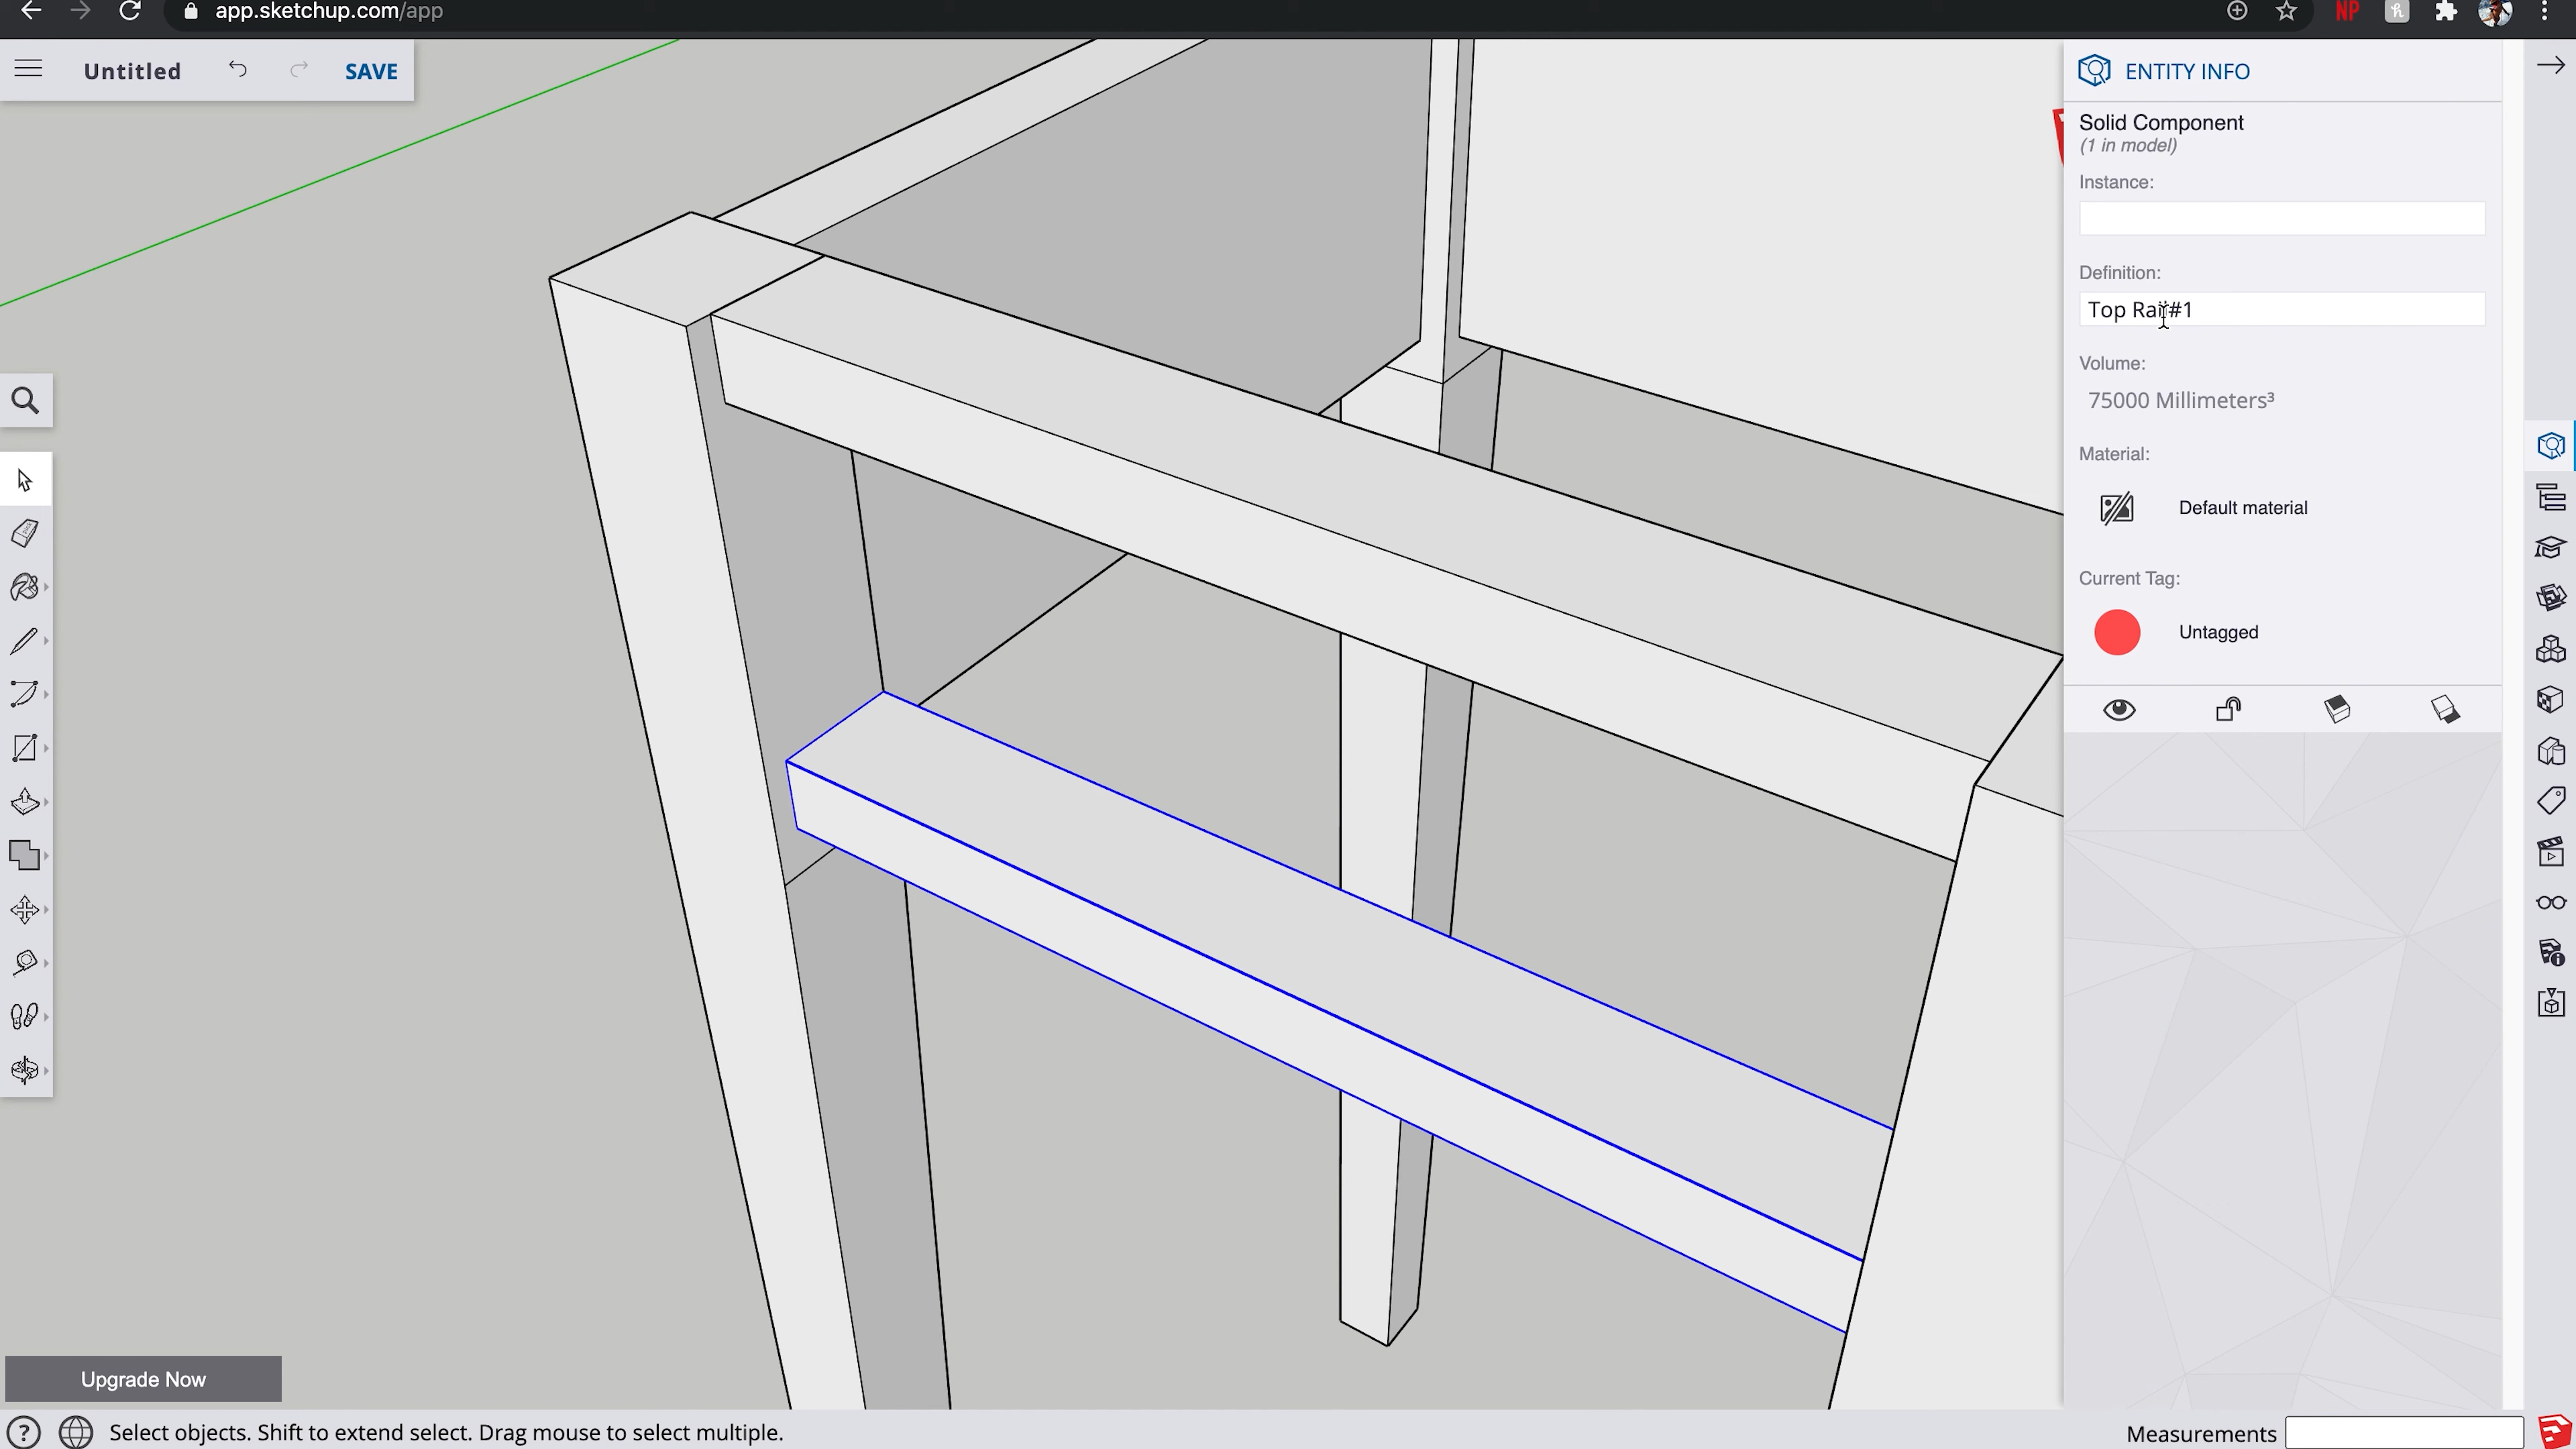 app.sketchup.com/app
NP
Untitled
SAVE
ENTITY INFO
Solid Component
(1 in model)
Instance:
Definition:
Top Rail#1
Volume:
75000 Millimeters³
Material:
Default material
Current Tag:
Untagged
Upgrade Now
Select objects. Shift to extend select. Drag mouse to select multiple.
Measurements